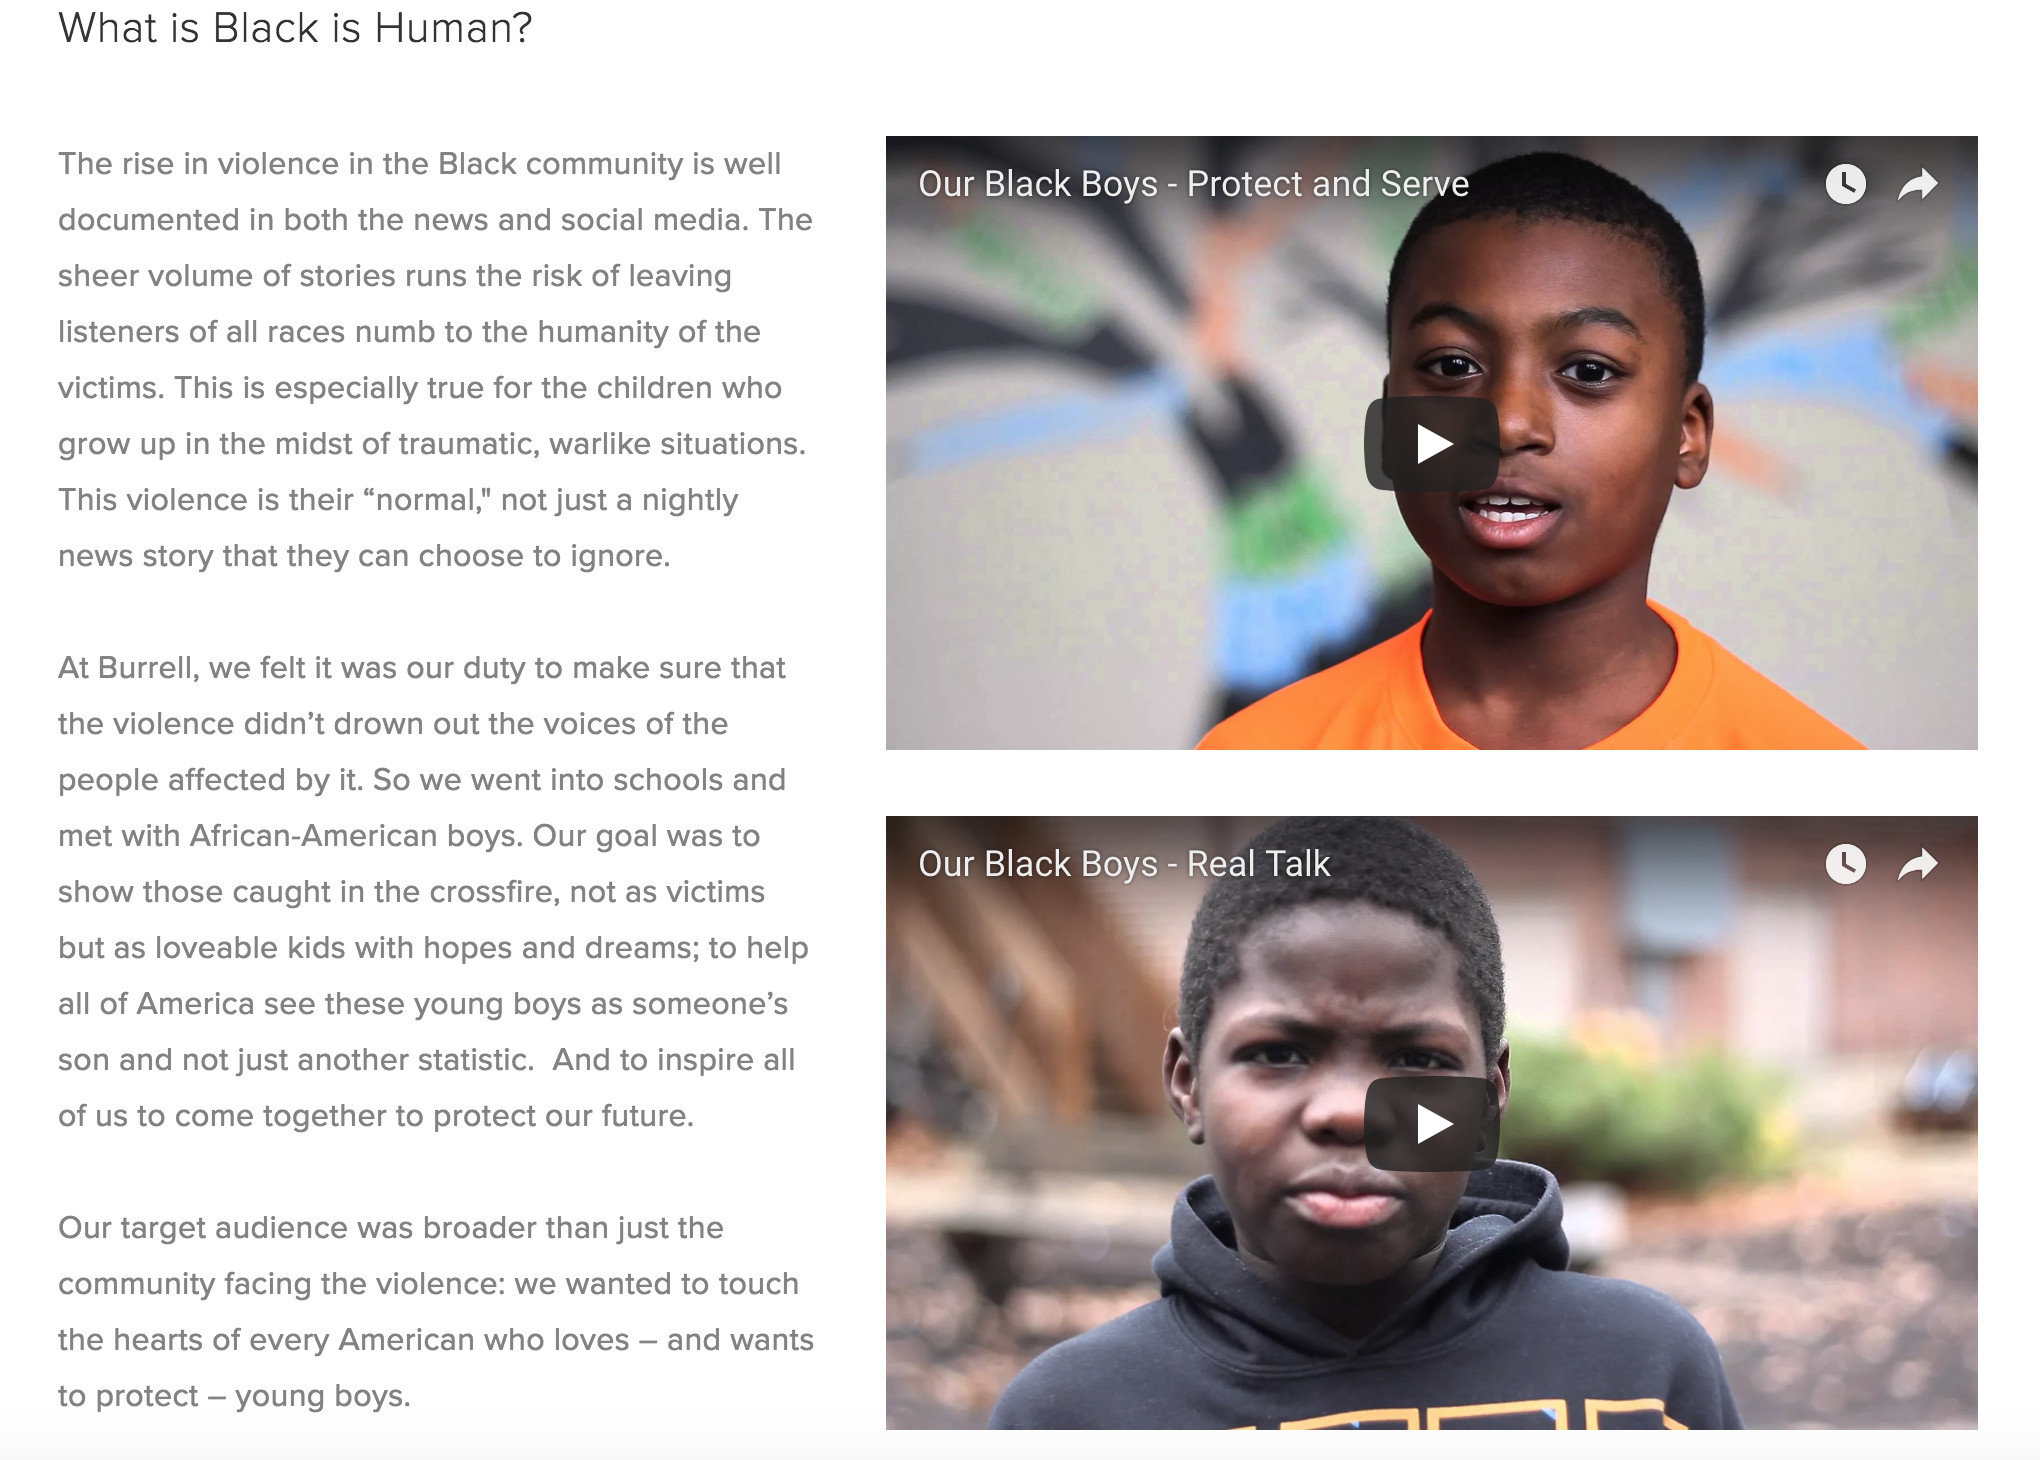 What is Black is Human?
The rise in violence in the Black community is well
documented in both the news and social media. The
sheer volume of stories runs the risk of leaving
listeners of all races numb to the humanity of the
victims. This is especially true for the children who
grow up in the midst of traumatic, warlike situations.
This violence is their “normal," not just a nightly
news story that they can choose to ignore.
At Burrell, we felt it was our duty to make sure that
the violence didn’t drown out the voices of the
people affected by it. So we went into schools and
met with African-American boys. Our goal was to
show those caught in the crossfire, not as victims
but as loveable kids with hopes and dreams; to help
all of America see these young boys as someone’s
son and not just another statistic.  And to inspire all
of us to come together to protect our future.
Our target audience was broader than just the
community facing the violence: we wanted to touch
the hearts of every American who loves – and wants
to protect – young boys.
Our Black Boys - Protect and Serve
Our Black Boys - Real Talk